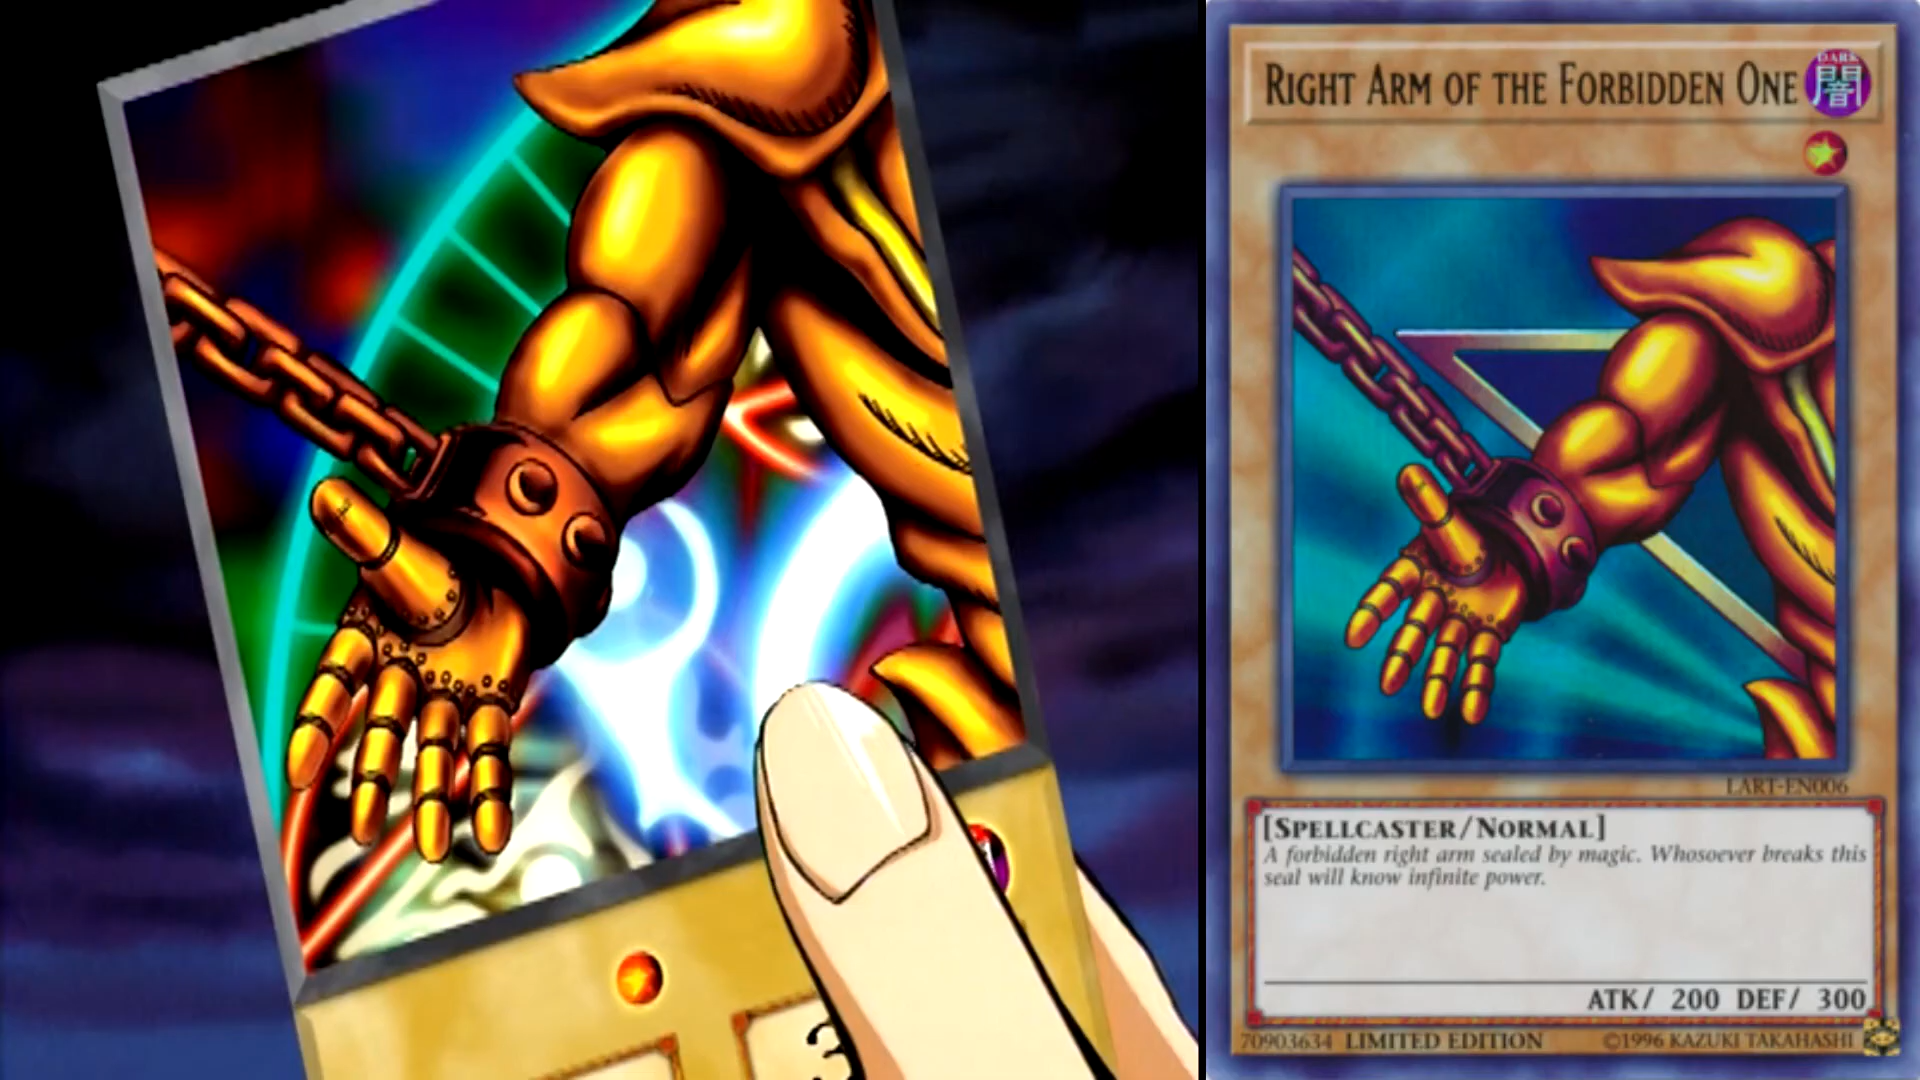 3
RIGHT ARM OF THE FORBIDDEN ONE
DARK
闇
LART-EN006
[SPELLCASTER/NORMAL]
A forbidden right arm sealed by magic. Whosoever breaks this
seal will know infinite power.
ATK/ 200 DEF/ 300
70903634 LIMITED EDITION ©1996 KAZUKI TAKAHASHI